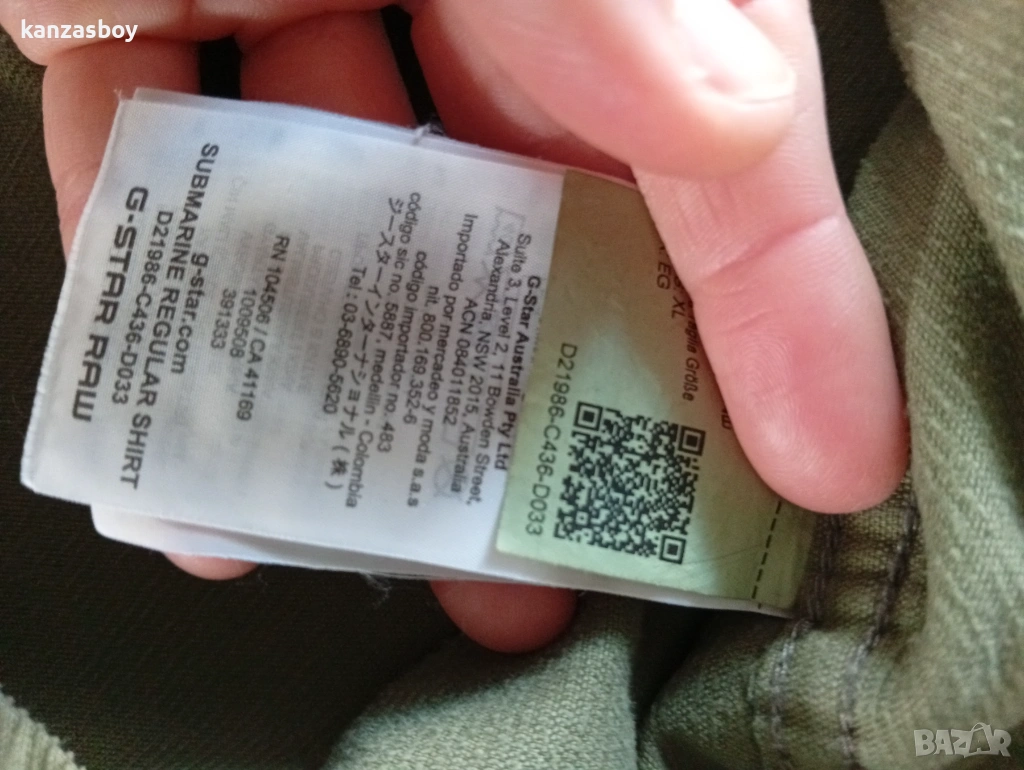 kanzasboy
G-STAR RAW
D21986-C436-D033
SUBMARINE REGULAR SHIRT
g-star.com
RN 104506 / CA 41169
1009508
391333
G-Star Australia Pty Ltd
Suite 3, Level 2, 11 Bowden Street,
Alexandria, NSW 2015, Australia
ACN 084011852
Importado por mercadeo y moda s.a.s
nit. 800.169.352-6
código importador no. 483
código sic no. 5687, medellin - Colombia
ジースターインターナショナル(株)
Tel : 03-6890-5620
Größe
XL
EG
D21986-C436-D033
BAZAR